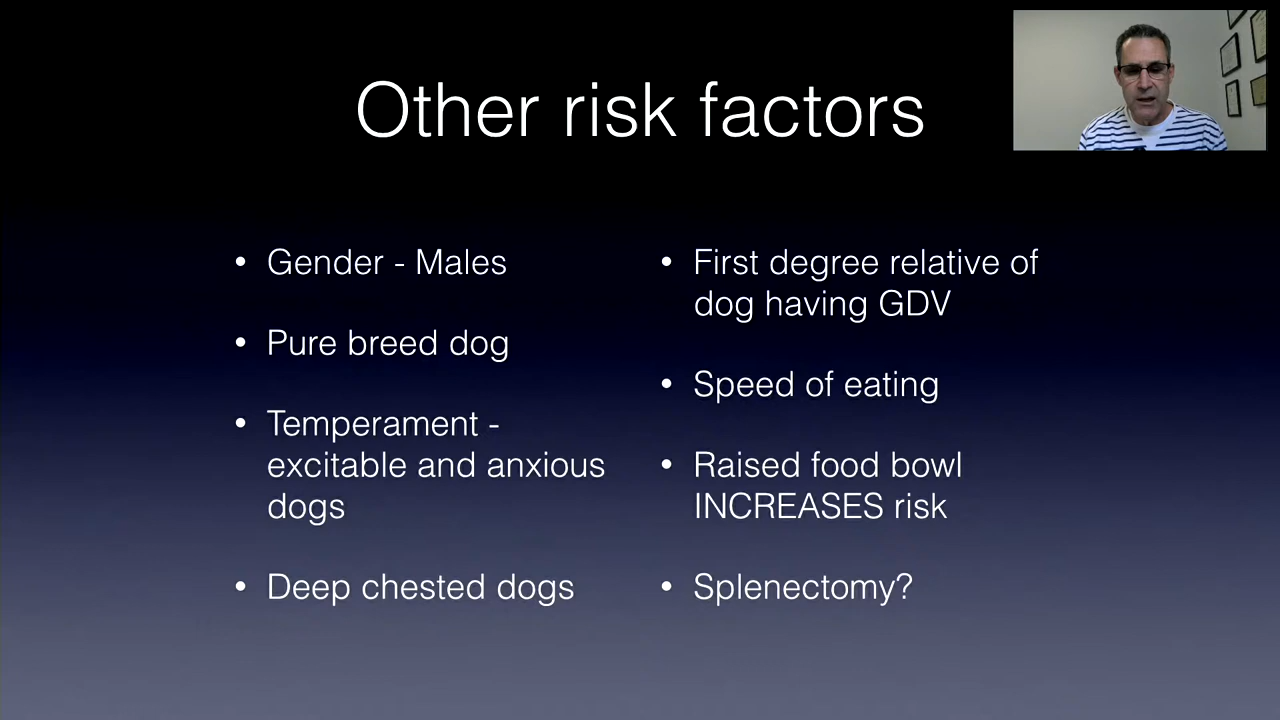 Other risk factors
• Gender - Males
• Pure breed dog
• Temperament -
excitable and anxious
dogs
• Deep chested dogs
• First degree relative of
dog having GDV
• Speed of eating
• Raised food bowl
INCREASES risk
• Splenectomy?